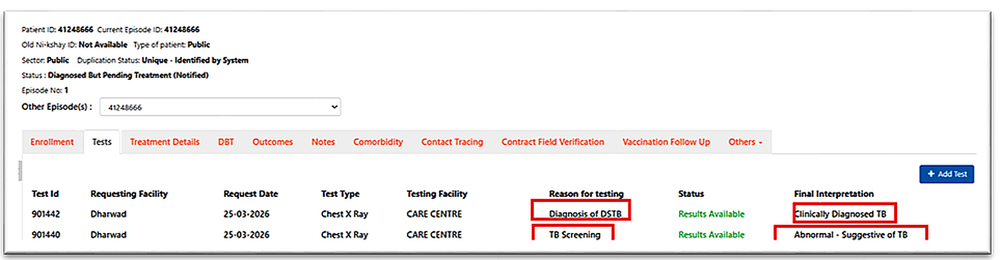 Patient ID: 41248666 Current Episode ID: 41248666
Old Ni-kshay ID: Not Available Type of patient: Public
Sector: Public Duplication Status: Unique - Identified by System
Status : Diagnosed But Pending Treatment (Notified)
Episode No: 1
Other Episode(s) : 41248666
Enrollment Tests Treatment Details DBT Outcomes Notes Comorbidity Contact Tracing Contract Field Verification Vaccination Follow Up Others
+ Add Test
Test Id Requesting Facility Request Date Test Type Testing Facility Reason for testing Status Final Interpretation
901442 Dharwad 25-03-2026 Chest X Ray CARE CENTRE Diagnosis of DSTB Results Available Clinically Diagnosed TB
901440 Dharwad 25-03-2026 Chest X Ray CARE CENTRE TB Screening Results Available Abnormal - Suggestive of TB